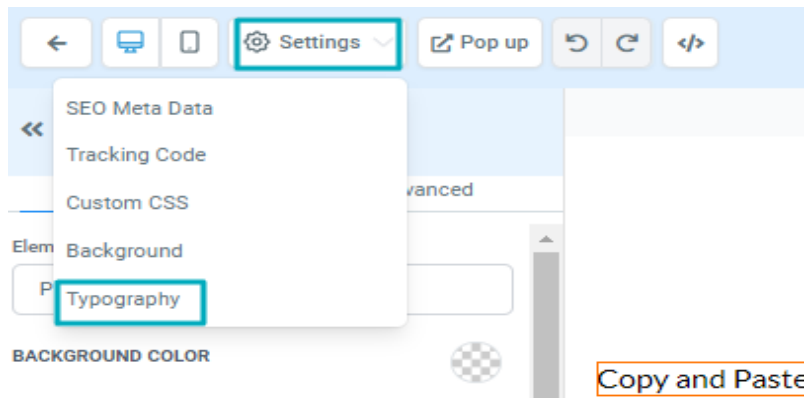 Settings
Pop up
</>
SEO Meta Data
Tracking Code
Custom CSS
Background
Typography
vanced
Elem
P
BACKGROUND COLOR
Copy and Paste